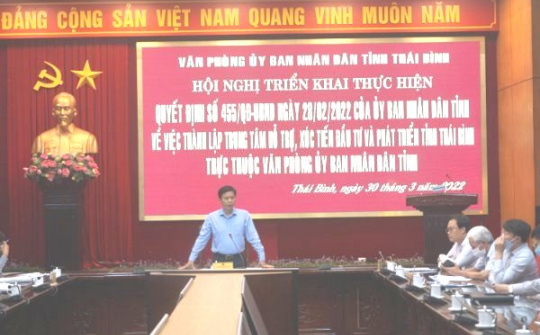 ĐẢNG CỘNG SẢN VIỆT NAM QUANG VINH MUÔN NĂM
VĂN PHÒNG ỦY BAN NHÂN DÂN TỈNH THÁI BÌNH
HỘI NGHỊ TRIỂN KHAI THỰC HIỆN
QUYẾT ĐỊNH SỐ 455/QĐ-UBND NGÀY 28/02/2022 CỦA ỦY BAN NHÂN DÂN TỈNH
VỀ VIỆC THÀNH LẬP TRUNG TÂM HỖ TRỢ, XÚC TIẾN ĐẦU TƯ VÀ PHÁT TRIỂN TỈNH THÁI BÌNH
TRỰC THUỘC VĂN PHÒNG ỦY BAN NHÂN DÂN TỈNH
Thái Bình, ngày 30 tháng 3 năm 2022